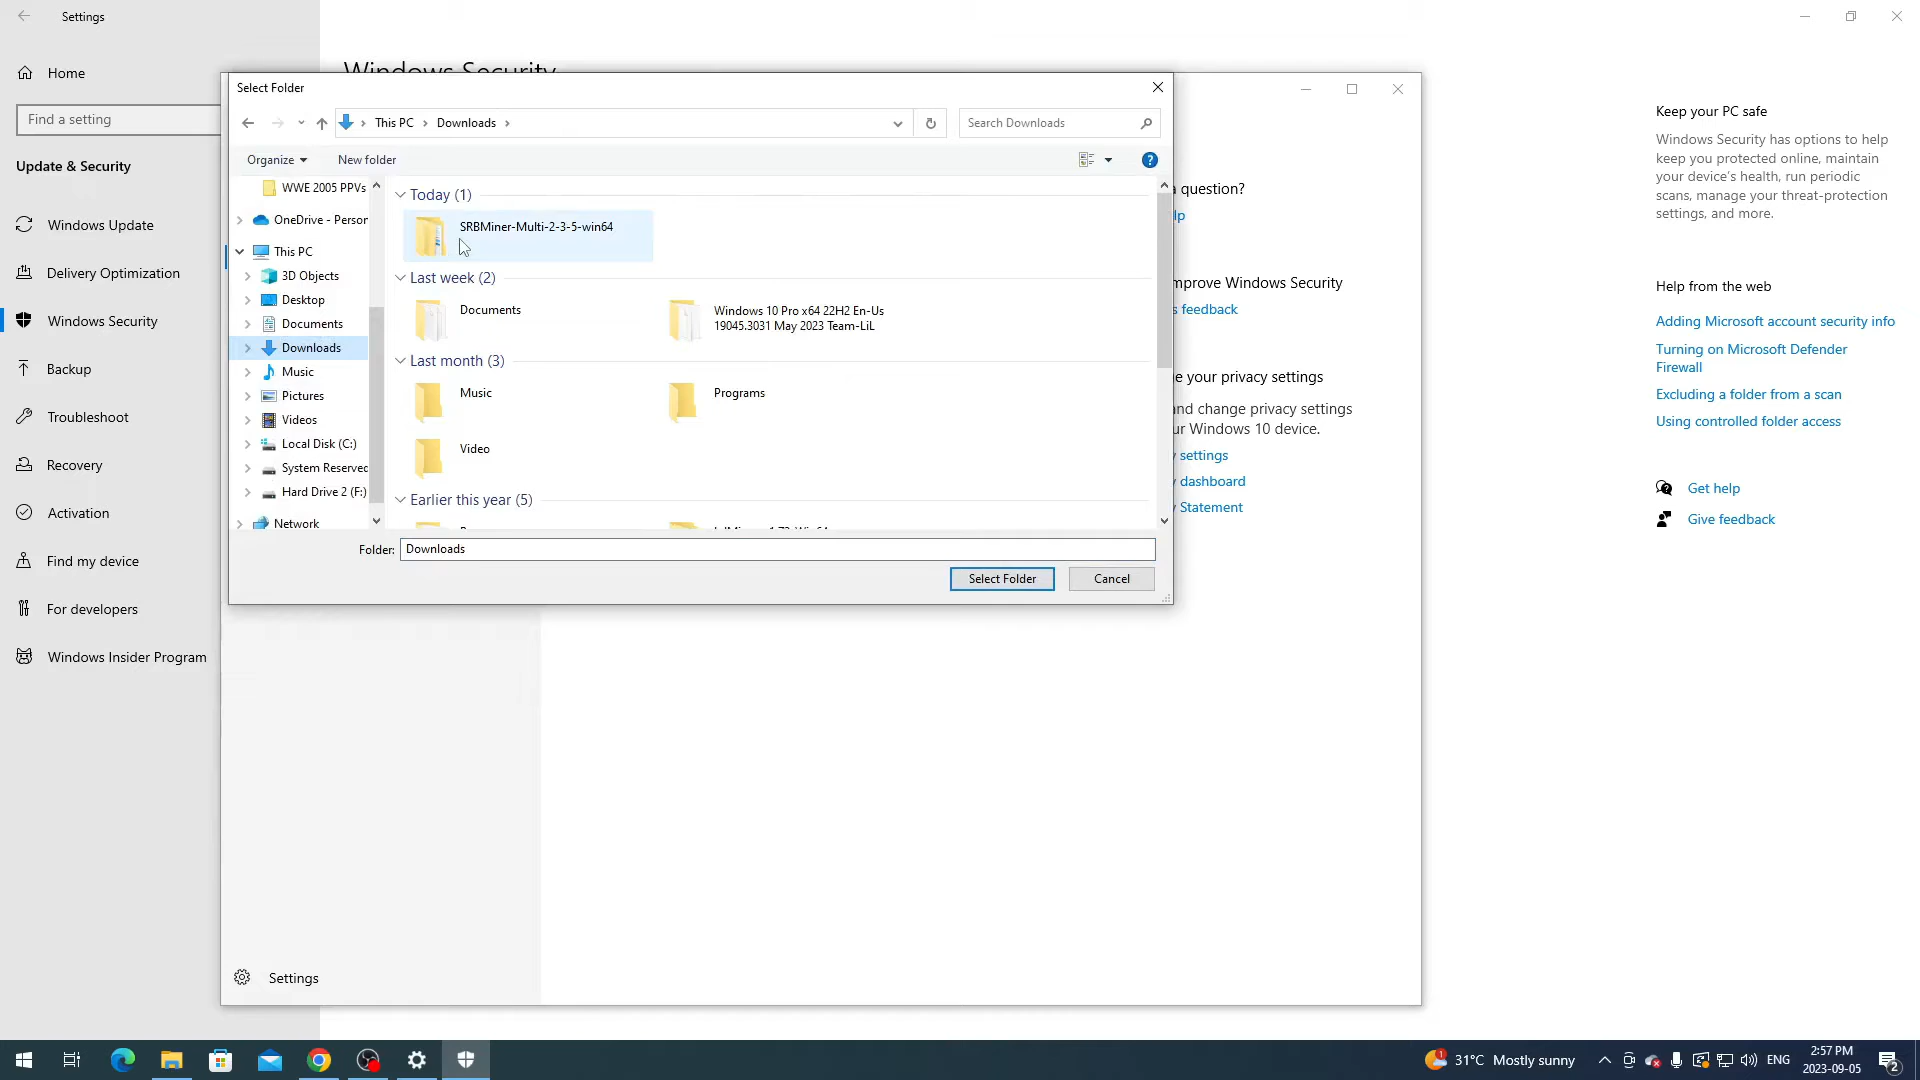 Settings
Home
Find a setting
Update & Security
Windows Update
Delivery Optimization
Windows Security
Backup
Troubleshoot
Recovery
Activation
Find my device
For developers
Windows Insider Program
Windows Security
Select Folder
This PC
Downloads
Search Downloads
Organize
New folder
WWE 2005 PPVs
OneDrive - Person
This PC
3D Objects
Desktop
Documents
Downloads
Music
Pictures
Videos
Local Disk (C:)
System Reserved
Hard Drive 2 (F:)
Network
Today (1)
SRBMiner-Multi-2-3-5-win64
Last week (2)
Documents
Windows 10 Pro x64 22H2 En-Us
19045.3031 May 2023 Team-LiL
Last month (3)
Music
Programs
Video
Earlier this year (5)
Folder:
Downloads
Select Folder
Cancel
a question?
lp
mprove Windows Security
s feedback
e your privacy settings
and change privacy settings
ur Windows 10 device.
settings
dashboard
Statement
Settings
Keep your PC safe
Windows Security has options to help
keep you protected online, maintain
your device's health, run periodic
scans, manage your threat-protection
settings, and more.
Help from the web
Adding Microsoft account security info
Turning on Microsoft Defender
Firewall
Excluding a folder from a scan
Using controlled folder access
Get help
Give feedback
1
31°C Mostly sunny
ENG
2:57 PM
2023-09-05
2